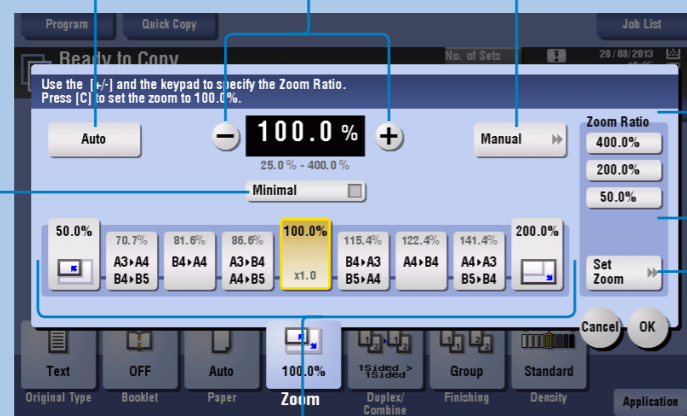 Program
Quick Copy
Job List
Ready to Copy
No. of Sets
20/08/2013
Use the [+/-] and the keypad to specify the Zoom Ratio.
Press [C] to set the zoom to 100.0%.
Auto
−
100.0 %
+
Manual
25.0% - 400.0%
Minimal
Zoom Ratio
400.0%
200.0%
50.0%
Set
Zoom
50.0%
70.7%
A3▸A4
B4▸B5
81.6%
B4▸A4
86.6%
A3▸B4
A4▸B5
100.0%
x1.0
115.4%
B4▸A3
B5▸A4
122.4%
A4▸B4
141.4%
A4▸A3
B5▸B4
200.0%
Cancel
OK
Text
OFF
Auto
100.0%
1Sided >
1Sided
Group
Standard
Original Type
Booklet
Paper
Zoom
Duplex/
Combine
Finishing
Density
Application